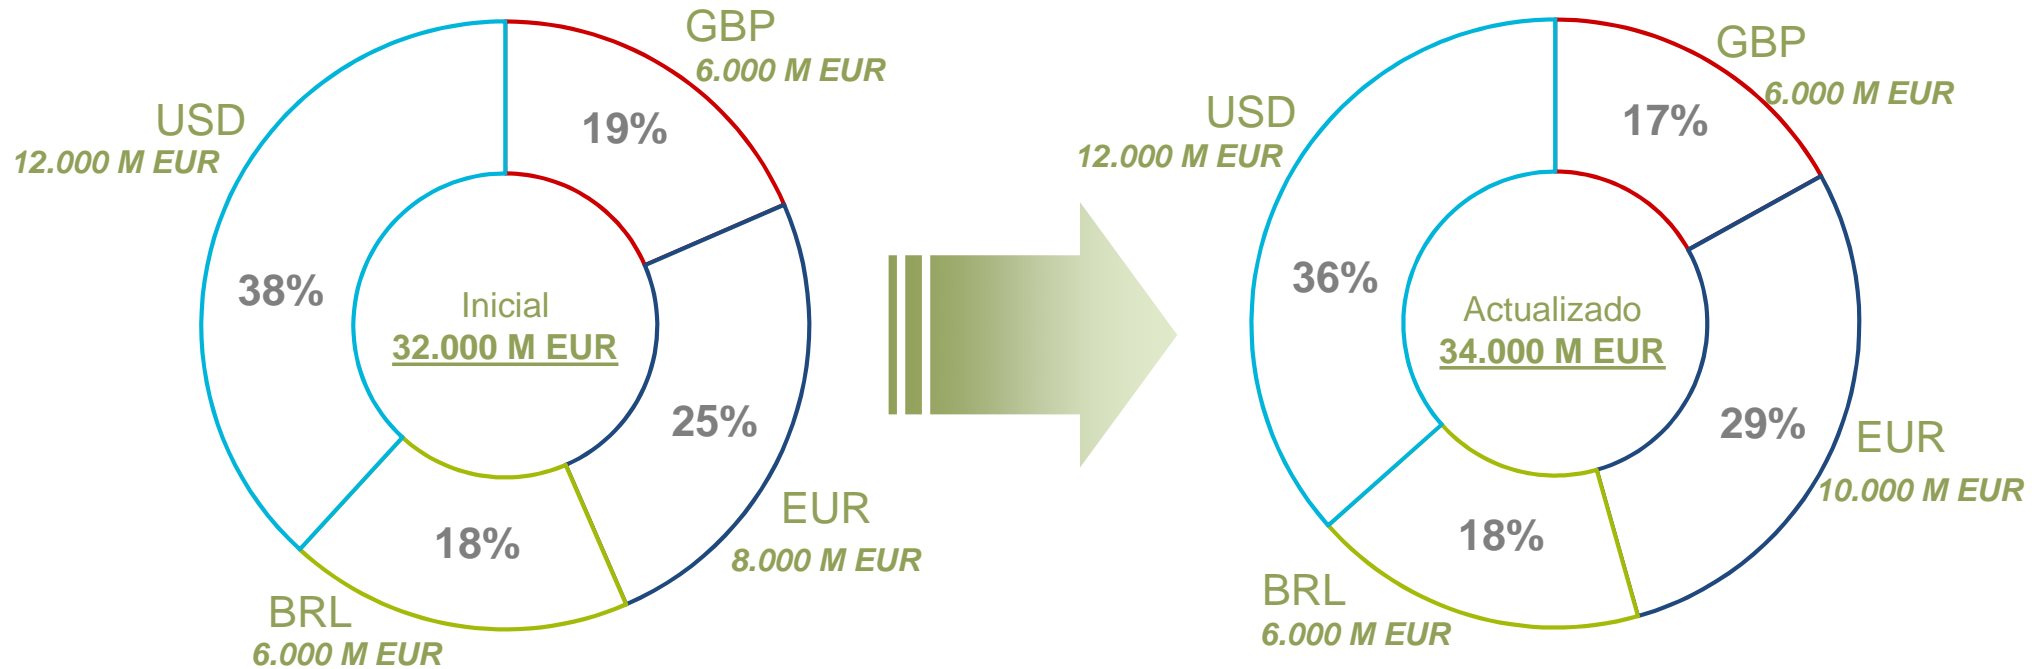 GBP
6.000 M EUR
USD
12.000 M EUR
19%
38%
Inicial
32.000 M EUR
25%
EUR
8.000 M EUR
18%
BRL
6.000 M EUR
GBP
6.000 M EUR
USD
12.000 M EUR
17%
36%
Actualizado
34.000 M EUR
29%
EUR
10.000 M EUR
18%
BRL
6.000 M EUR